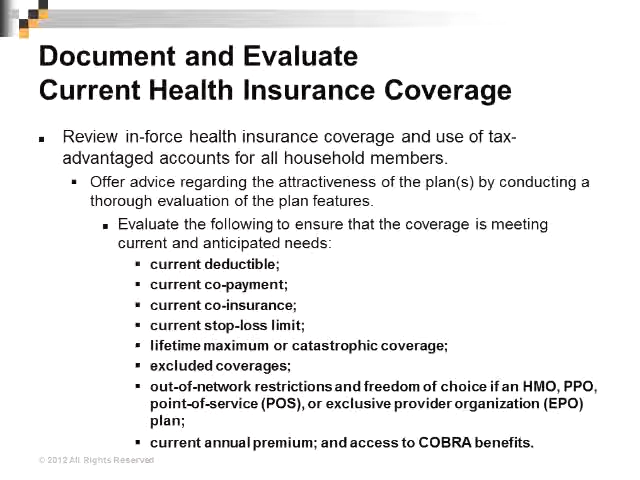 Document and Evaluate
Current Health Insurance Coverage
Review in-force health insurance coverage and use of tax-
advantaged accounts for all household members.
Offer advice regarding the attractiveness of the plan(s) by conducting a
thorough evaluation of the plan features.
Evaluate the following to ensure that the coverage is meeting
current and anticipated needs:
current deductible;
current co-payment;
current co-insurance;
current stop-loss limit;
lifetime maximum or catastrophic coverage;
excluded coverages;
out-of-network restrictions and freedom of choice if an HMO, PPO,
point-of-service (POS), or exclusive provider organization (EPO)
plan;
current annual premium; and access to COBRA benefits.
© 2012 All Rights Reserved